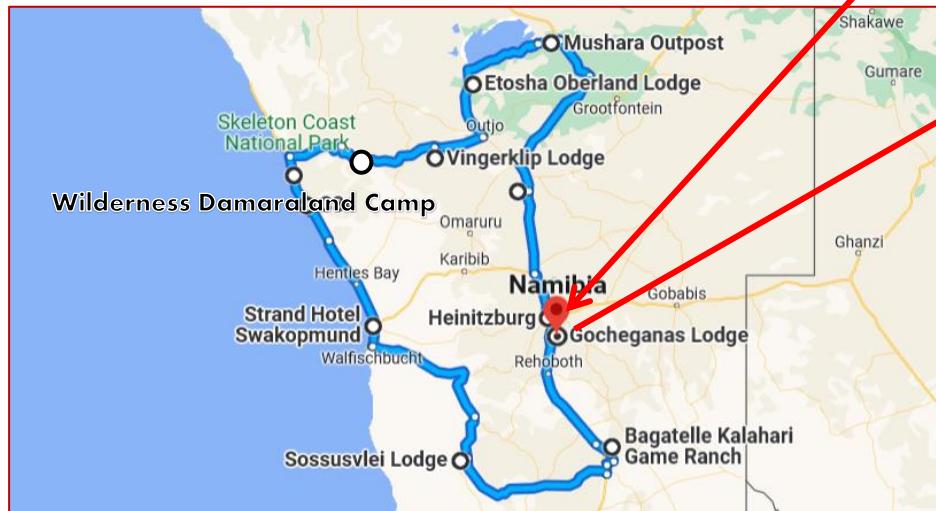 Shakawe
Mushara Outpost
Gumare
Etosha Oberland Lodge
Grootfontein
Skeleton Coast
National Park
Outjo
Vingerklip Lodge
Wilderness Damaraland Camp
Omaruru
Ghanzi
Karibib
Henties Bay
Namibia
Gobabis
Strand Hotel
Swakopmund
Heinitzburg
Gocheganas Lodge
Walfischbucht
Rehoboth
Bagatelle Kalahari
Game Ranch
Sossusvlei Lodge